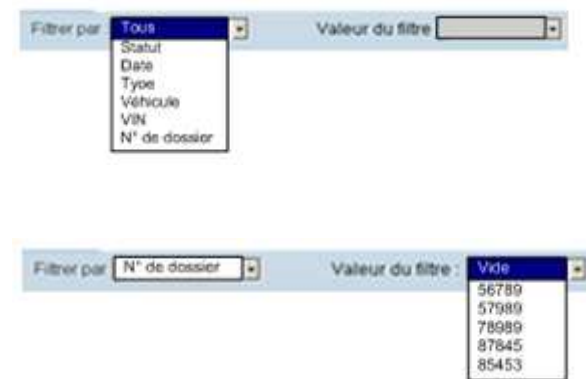 Filtrer par Tous Valeur du filtre
Statut
Date
Type
Véhicule
VIN
N° de dossier
Filtrer par N° de dossier Valeur du filtre : Vide
56789
57989
78989
87845
85453